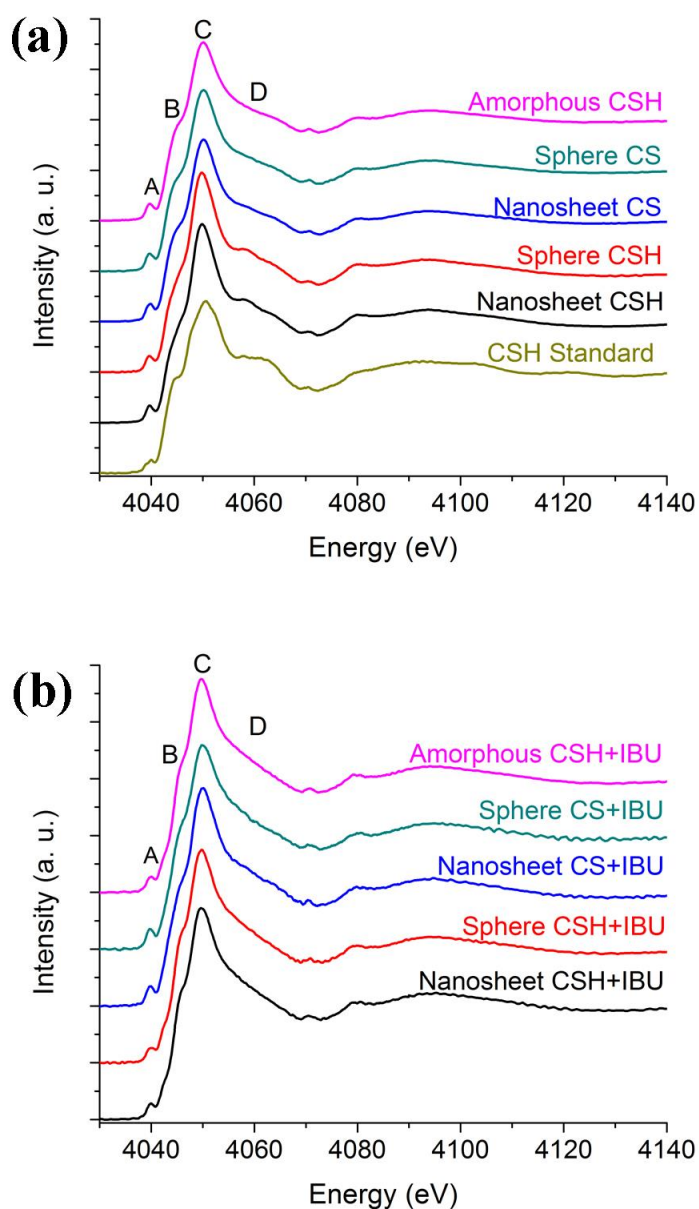 (a)
C
B
D
A
Amorphous CSH
Sphere CS
Nanosheet CS
Sphere CSH
Nanosheet CSH
CSH Standard
Intensity (a. u.)
4040 4060 4080 4100 4120 4140
Energy (eV)
(b)
C
D
B
A
Amorphous CSH+IBU
Sphere CS+IBU
Nanosheet CS+IBU
Sphere CSH+IBU
Nanosheet CSH+IBU
Intensity (a. u.)
4040 4060 4080 4100 4120 4140
Energy (eV)